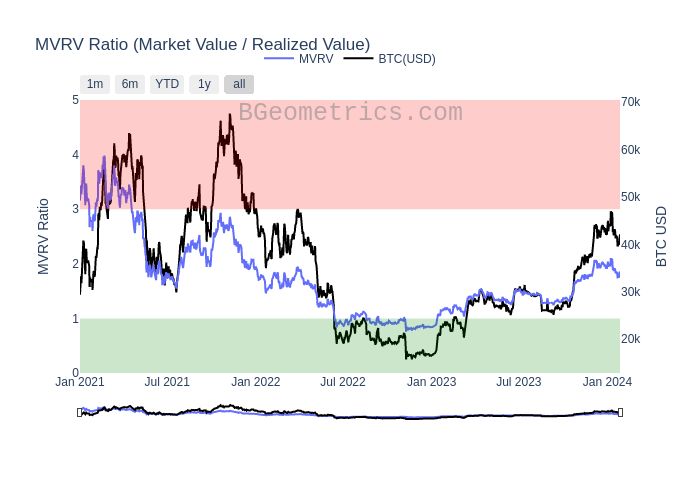 MVRV Ratio (Market Value / Realized Value)
MVRV BTC(USD)
1m 6m YTD 1y all
BGeometrics.com
5
4
3
2
1
0
MVRV Ratio
70k
60k
50k
40k
30k
20k
BTC USD
Jan 2021 Jul 2021 Jan 2022 Jul 2022 Jan 2023 Jul 2023 Jan 2024